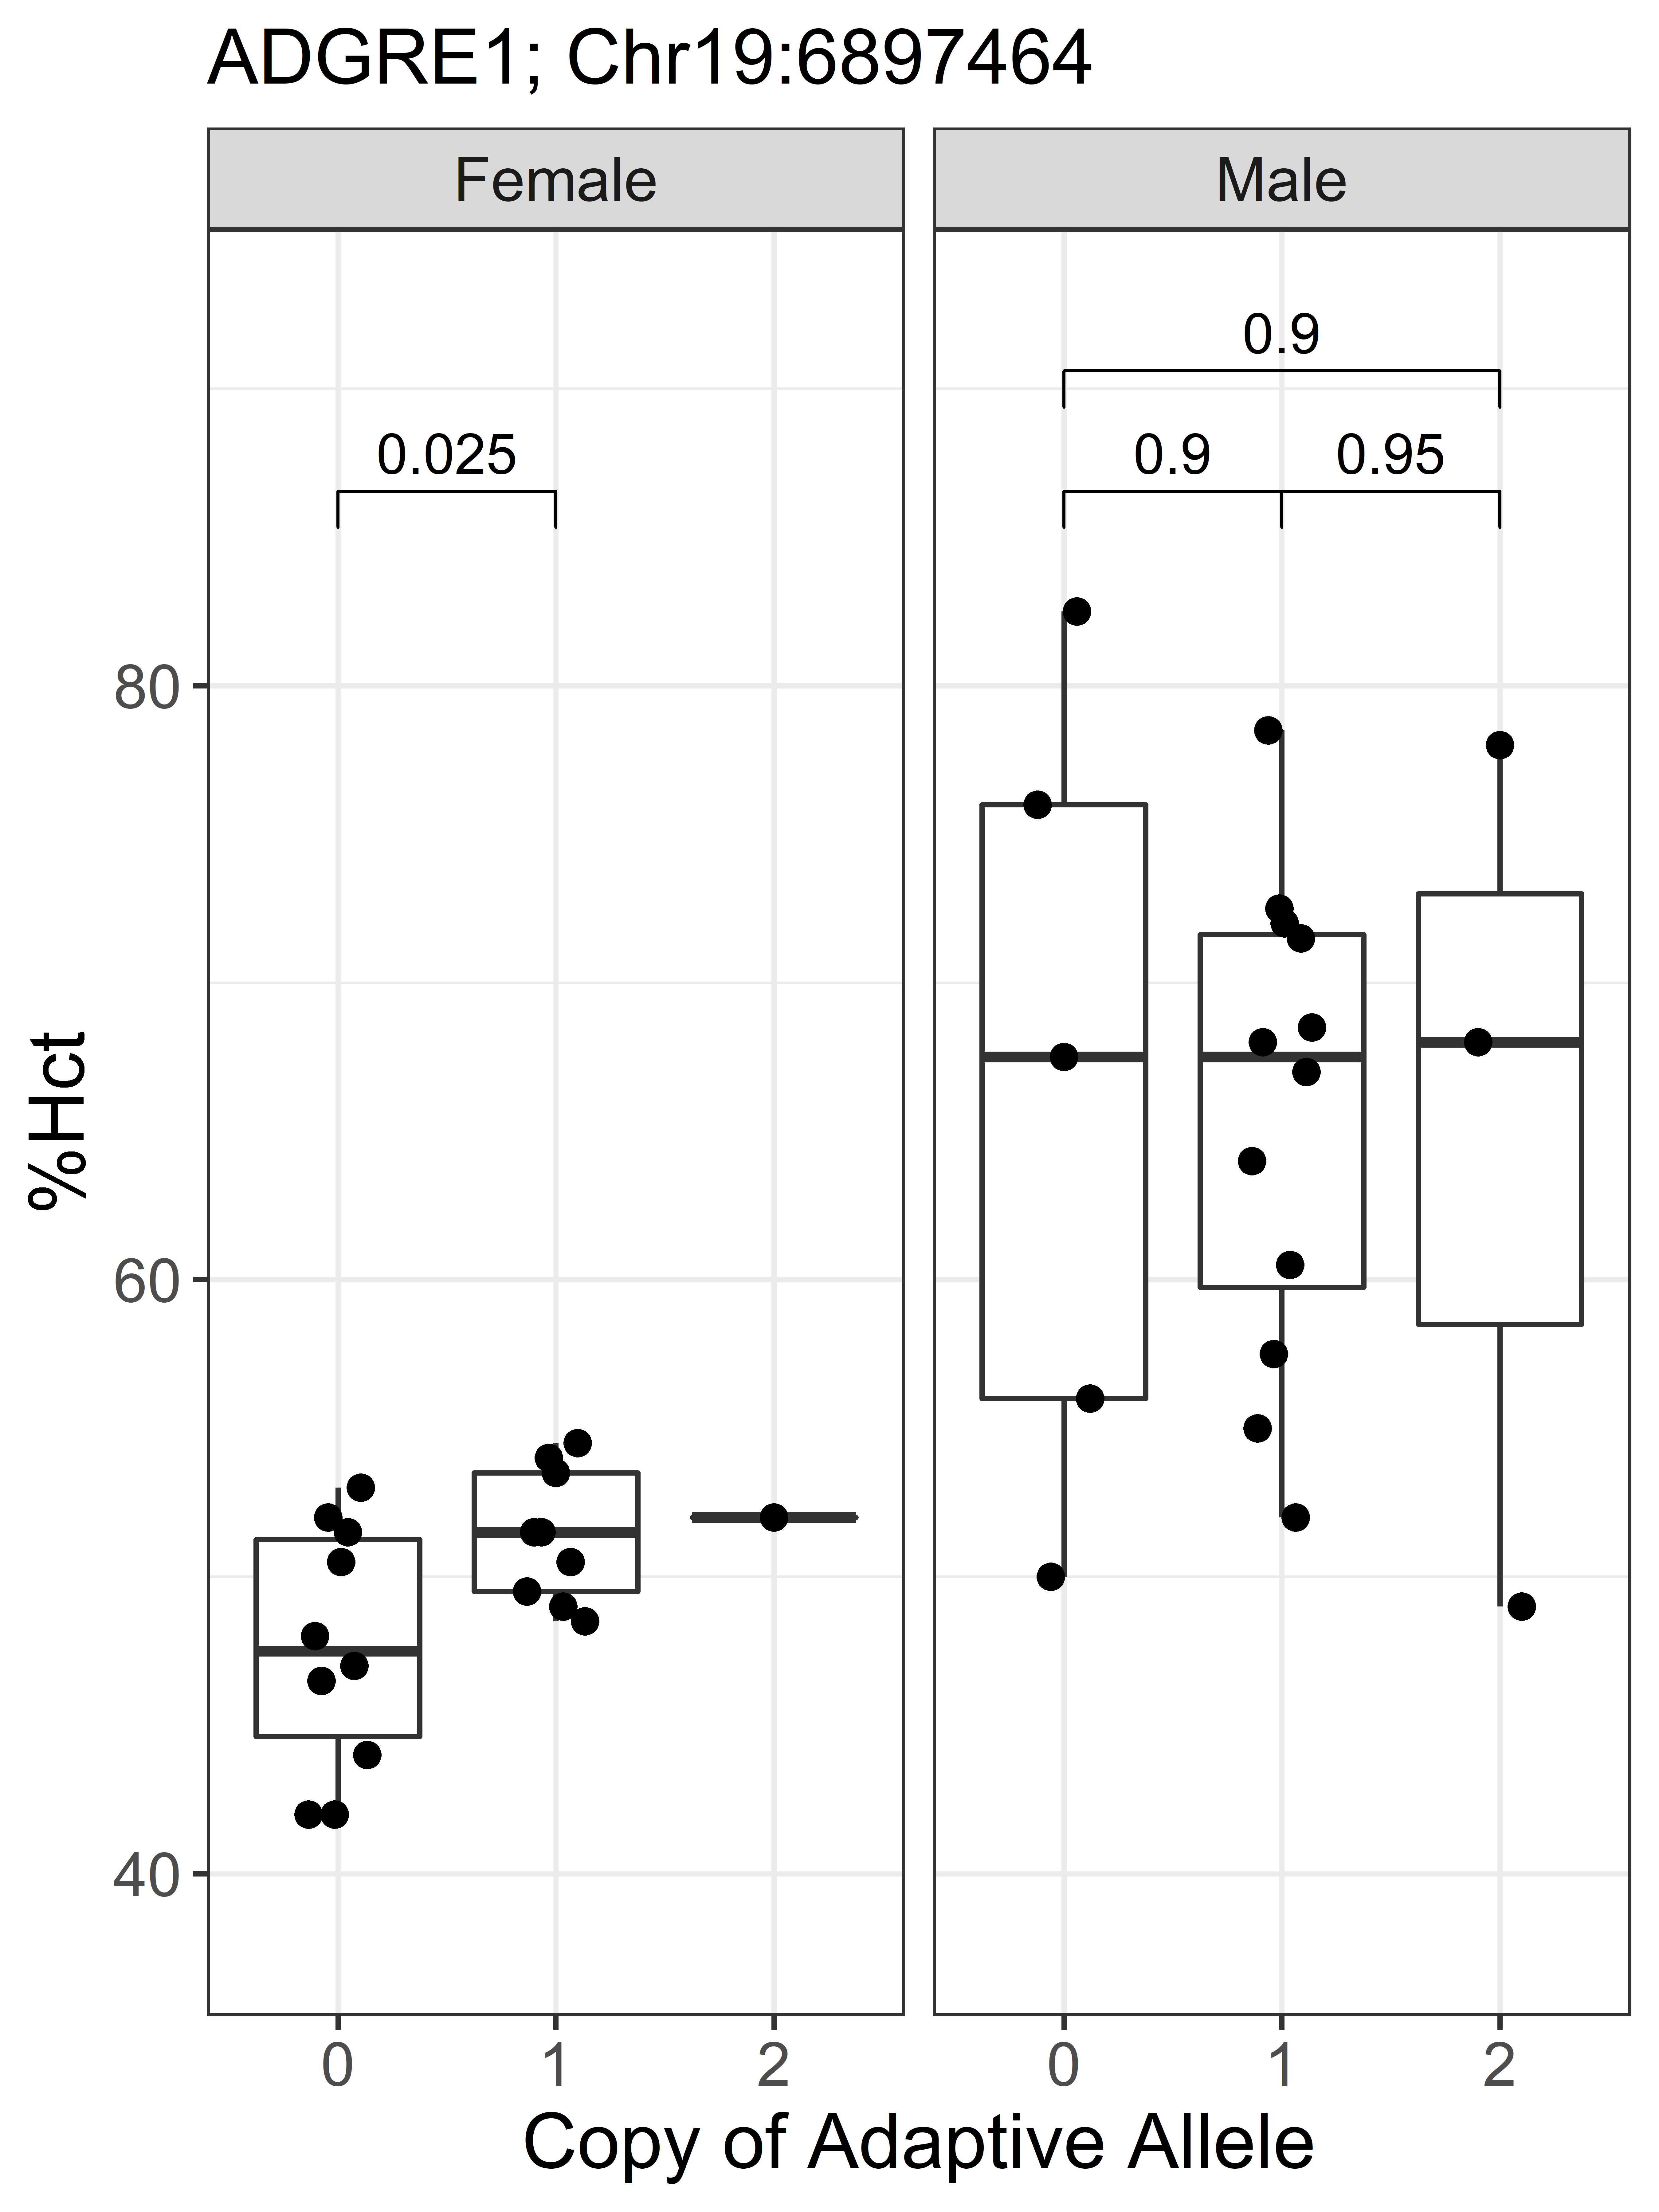 ADGRE1; Chr19:6897464
Female
Male
0.9
0.025
0.9
0.95
80
60
40
%Hct
0
1
2
0
1
2
Copy of Adaptive Allele